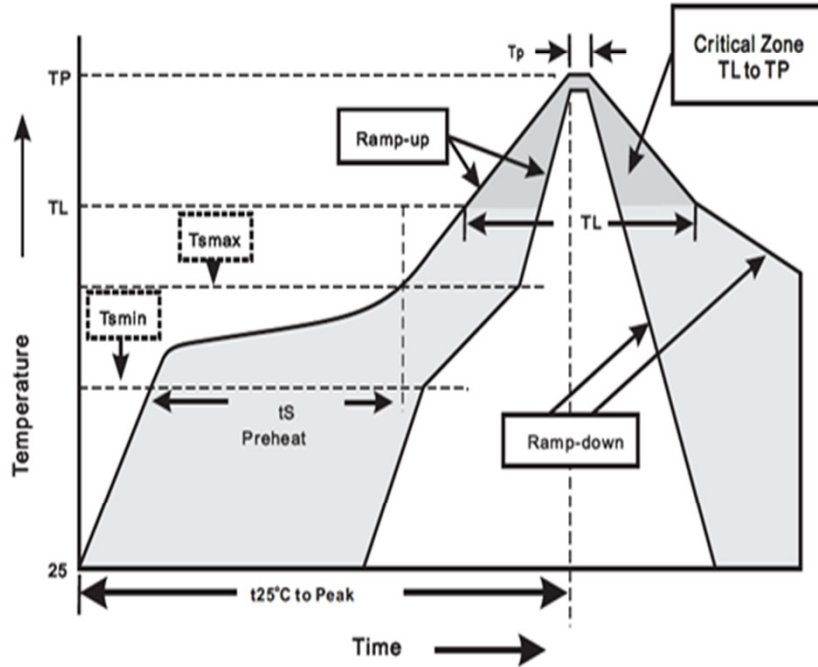 Tp
Critical Zone
TL to TP
TP
Ramp-up
TL
Tsmax
TL
Tsmin
tS
Preheat
Ramp-down
Temperature
25
t25°C to Peak
Time